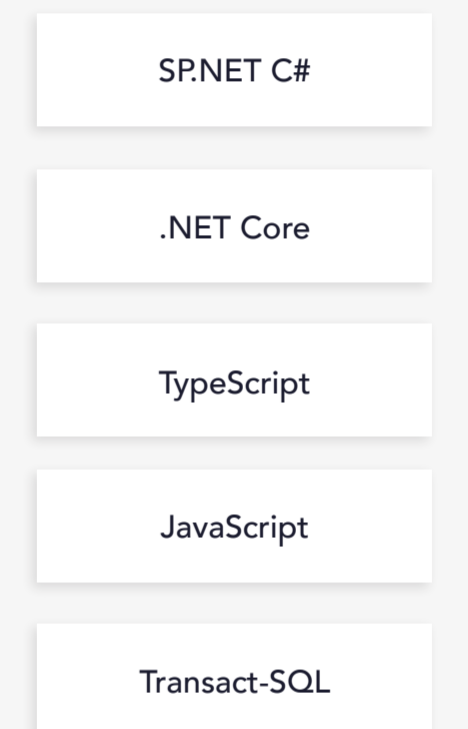 SP.NET C#
.NET Core
TypeScript
JavaScript
Transact-SQL